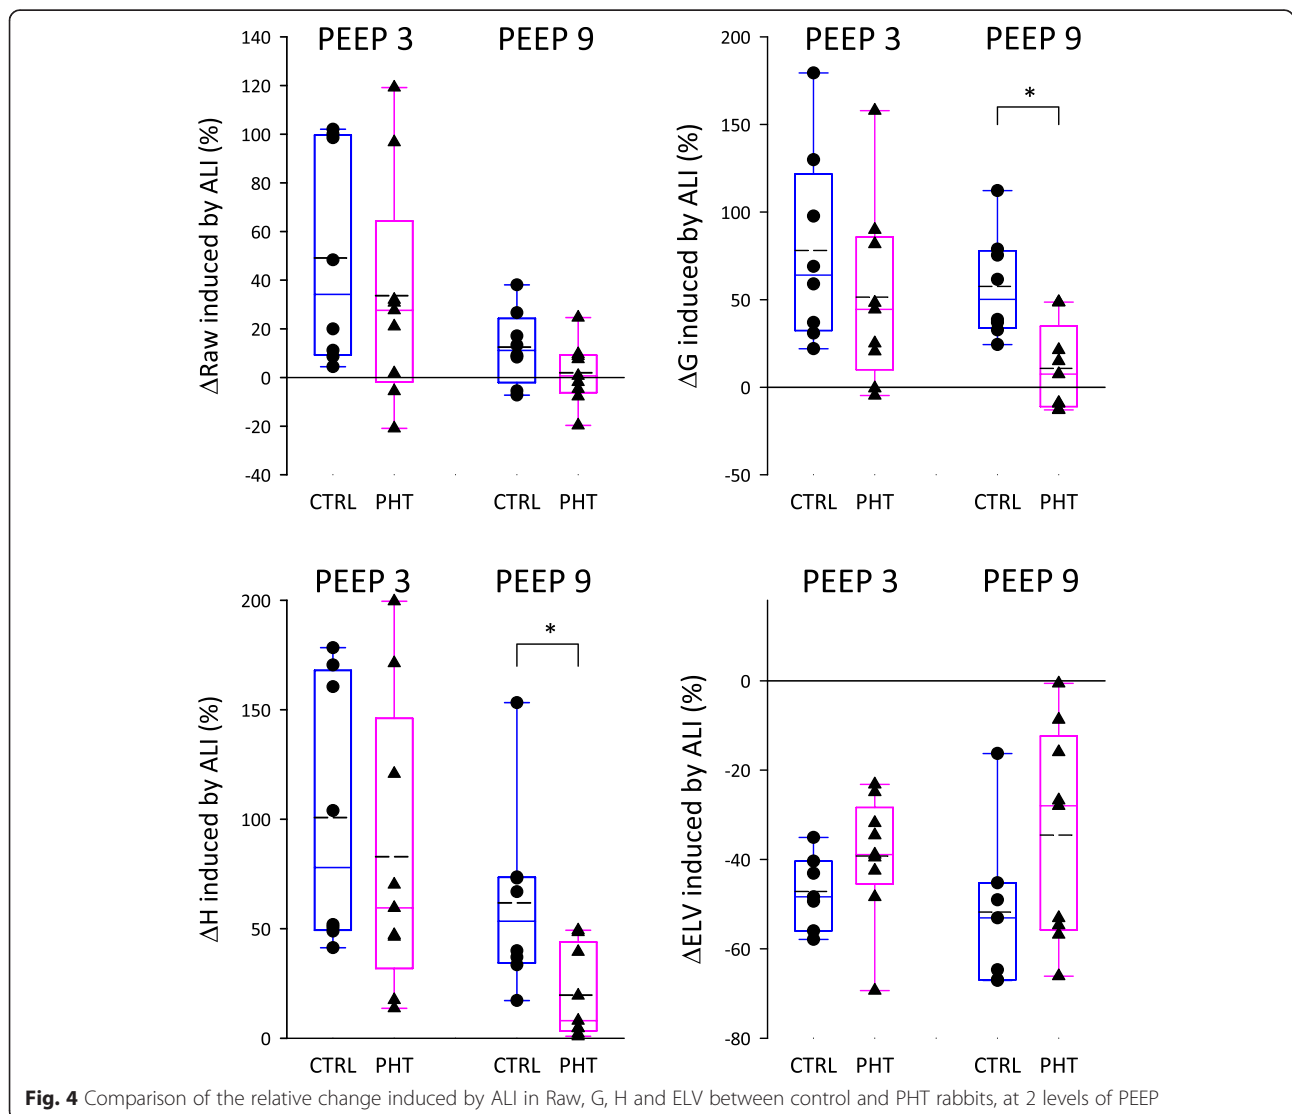 PEEP 3 PEEP 9
140
120
100
80
60
40
20
0
-20
-40
ΔRaw induced by ALI (%)
CTRL PHT CTRL PHT
PEEP 3 PEEP 9
200
150
100
50
0
-50
ΔG induced by ALI (%)
*
CTRL PHT CTRL PHT
PEEP 3 PEEP 9
200
150
100
50
0
ΔH induced by ALI (%)
*
CTRL PHT CTRL PHT
PEEP 3 PEEP 9
0
-20
-40
-60
-80
ΔELV induced by ALI (%)
CTRL PHT CTRL PHT
Fig. 4 Comparison of the relative change induced by ALI in Raw, G, H and ELV between control and PHT rabbits, at 2 levels of PEEP